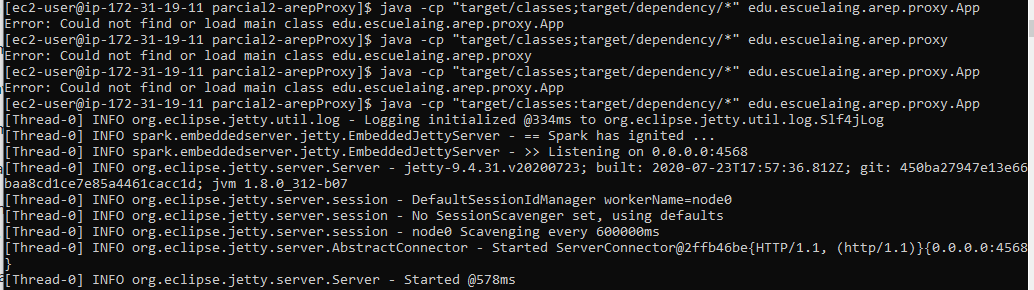 [ec2-user@ip-172-31-19-11 parcial2-arepProxy]$ java -cp "target/classes;target/dependency/*" edu.escuelaing.arep.proxy.App
Error: Could not find or load main class edu.escuelaing.arep.proxy.App
[ec2-user@ip-172-31-19-11 parcial2-arepProxy]$ java -cp "target/classes;target/dependency/*" edu.escuelaing.arep.proxy
Error: Could not find or load main class edu.escuelaing.arep.proxy
[ec2-user@ip-172-31-19-11 parcial2-arepProxy]$ java -cp "target/classes;target/dependency/*" edu.escuelaing.arep.proxy.App
Error: Could not find or load main class edu.escuelaing.arep.proxy.App
[ec2-user@ip-172-31-19-11 parcial2-arepProxy]$ java -cp "target/classes:target/dependency/*" edu.escuelaing.arep.proxy.App
[Thread-0] INFO org.eclipse.jetty.util.log - Logging initialized @334ms to org.eclipse.jetty.util.log.Slf4jLog
[Thread-0] INFO spark.embeddedserver.jetty.EmbeddedJettyServer - == Spark has ignited ...
[Thread-0] INFO spark.embeddedserver.jetty.EmbeddedJettyServer - >> Listening on 0.0.0.0:4568
[Thread-0] INFO org.eclipse.jetty.server.Server - jetty-9.4.31.v20200723; built: 2020-07-23T17:57:36.812Z; git: 450ba27947e13e66
baa8cd1ce7e85a4461cacc1d; jvm 1.8.0_312-b07
[Thread-0] INFO org.eclipse.jetty.server.session - DefaultSessionIdManager workerName=node0
[Thread-0] INFO org.eclipse.jetty.server.session - No SessionScavenger set, using defaults
[Thread-0] INFO org.eclipse.jetty.server.session - node0 Scavenging every 600000ms
[Thread-0] INFO org.eclipse.jetty.server.AbstractConnector - Started ServerConnector@2ffb46be{HTTP/1.1, (http/1.1)}{0.0.0.0:4568
}
[Thread-0] INFO org.eclipse.jetty.server.Server - Started @578ms